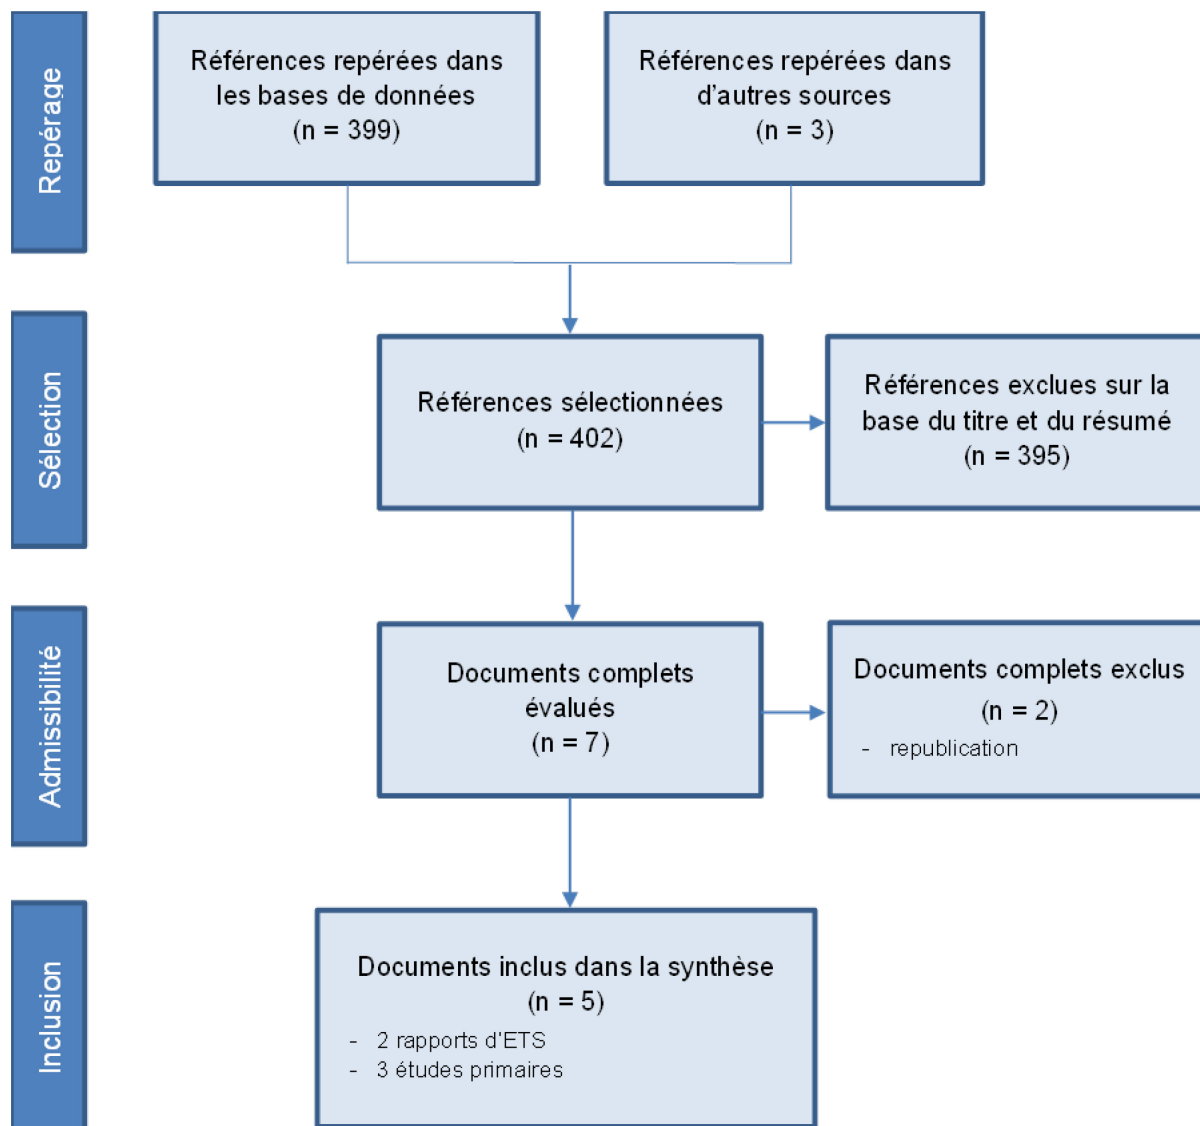 Repérage
Références repérées dans
les bases de données
(n = 399)
Références repérées dans
d'autres sources
(n = 3)
Sélection
Références sélectionnées
(n = 402)
Références exclues sur la
base du titre et du résumé
(n = 395)
Admissibilité
Documents complets
évalués
(n = 7)
Documents complets exclus
(n = 2)
- republication
Inclusion
Documents inclus dans la synthèse
(n = 5)
- 2 rapports d'ETS
- 3 études primaires